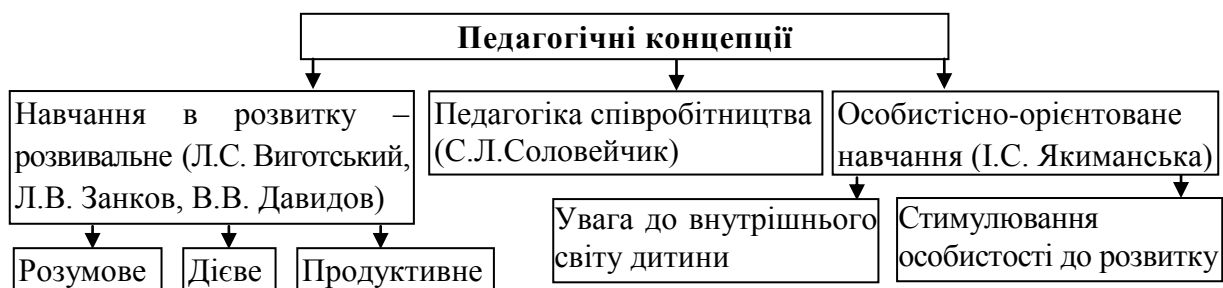 Педагогічні концепції
Навчання в розвитку –
розвивальне (Л.С. Виготський,
Л.В. Занков, В.В. Давидов)
Педагогіка співробітництва
(С.Л.Соловейчик)
Особистісно-орієнтоване
навчання (І.С. Якиманська)
Розумове
Дієве
Продуктивне
Увага до внутрішнього
світу дитини
Стимулювання
особистості до розвитку